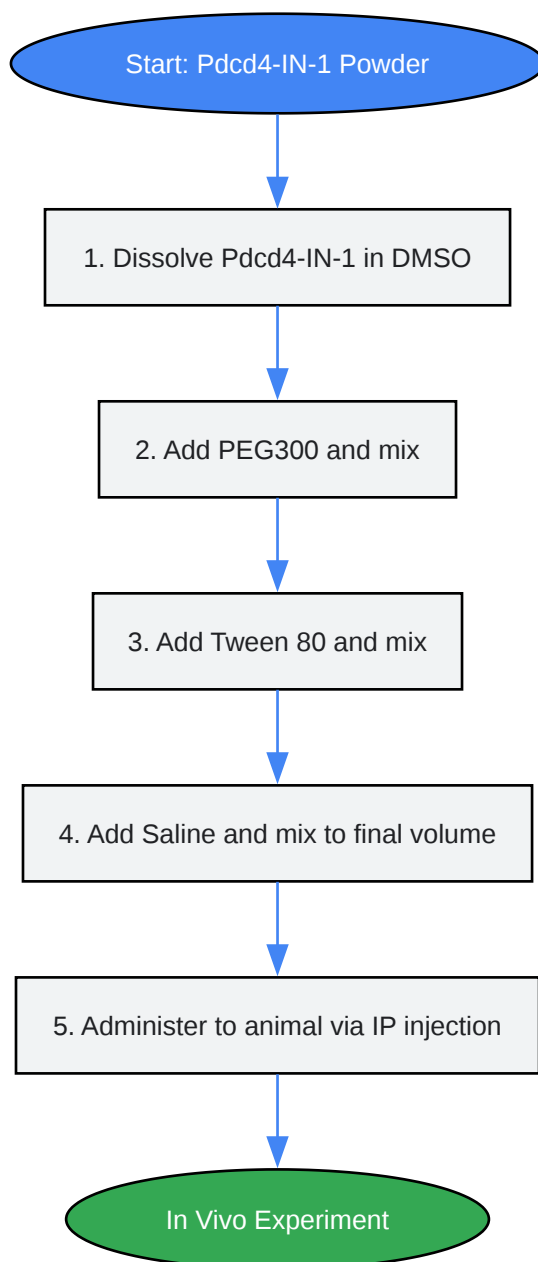 Start: Pdcd4-IN-1 Powder
1. Dissolve Pdcd4-IN-1 in DMSO
2. Add PEG300 and mix
3. Add Tween 80 and mix
4. Add Saline and mix to final volume
5. Administer to animal via IP injection
In Vivo Experiment